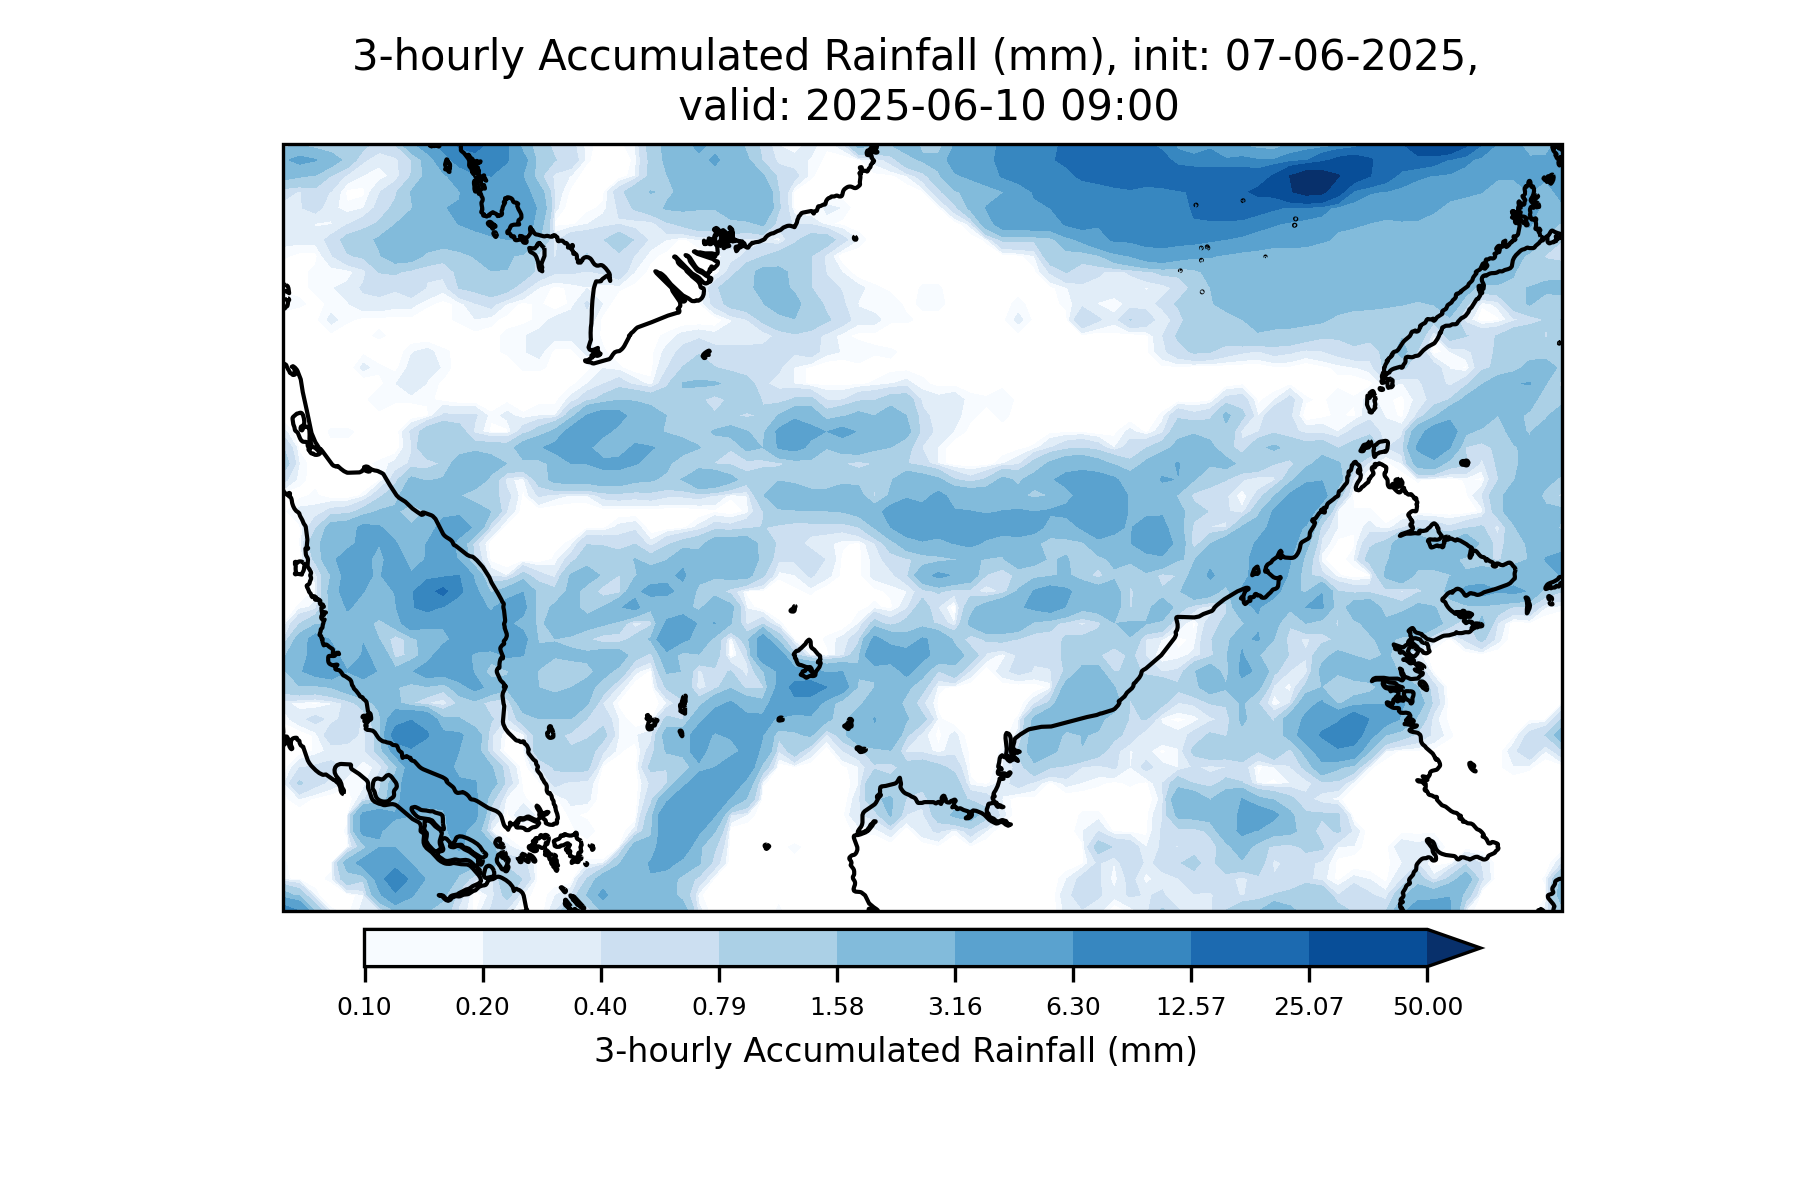 3-hourly Accumulated Rainfall (mm), init: 07-06-2025,
valid: 2025-06-10 09:00
0.10 0.20 0.40 0.79 1.58 3.16 6.30 12.57 25.07 50.00
3-hourly Accumulated Rainfall (mm)